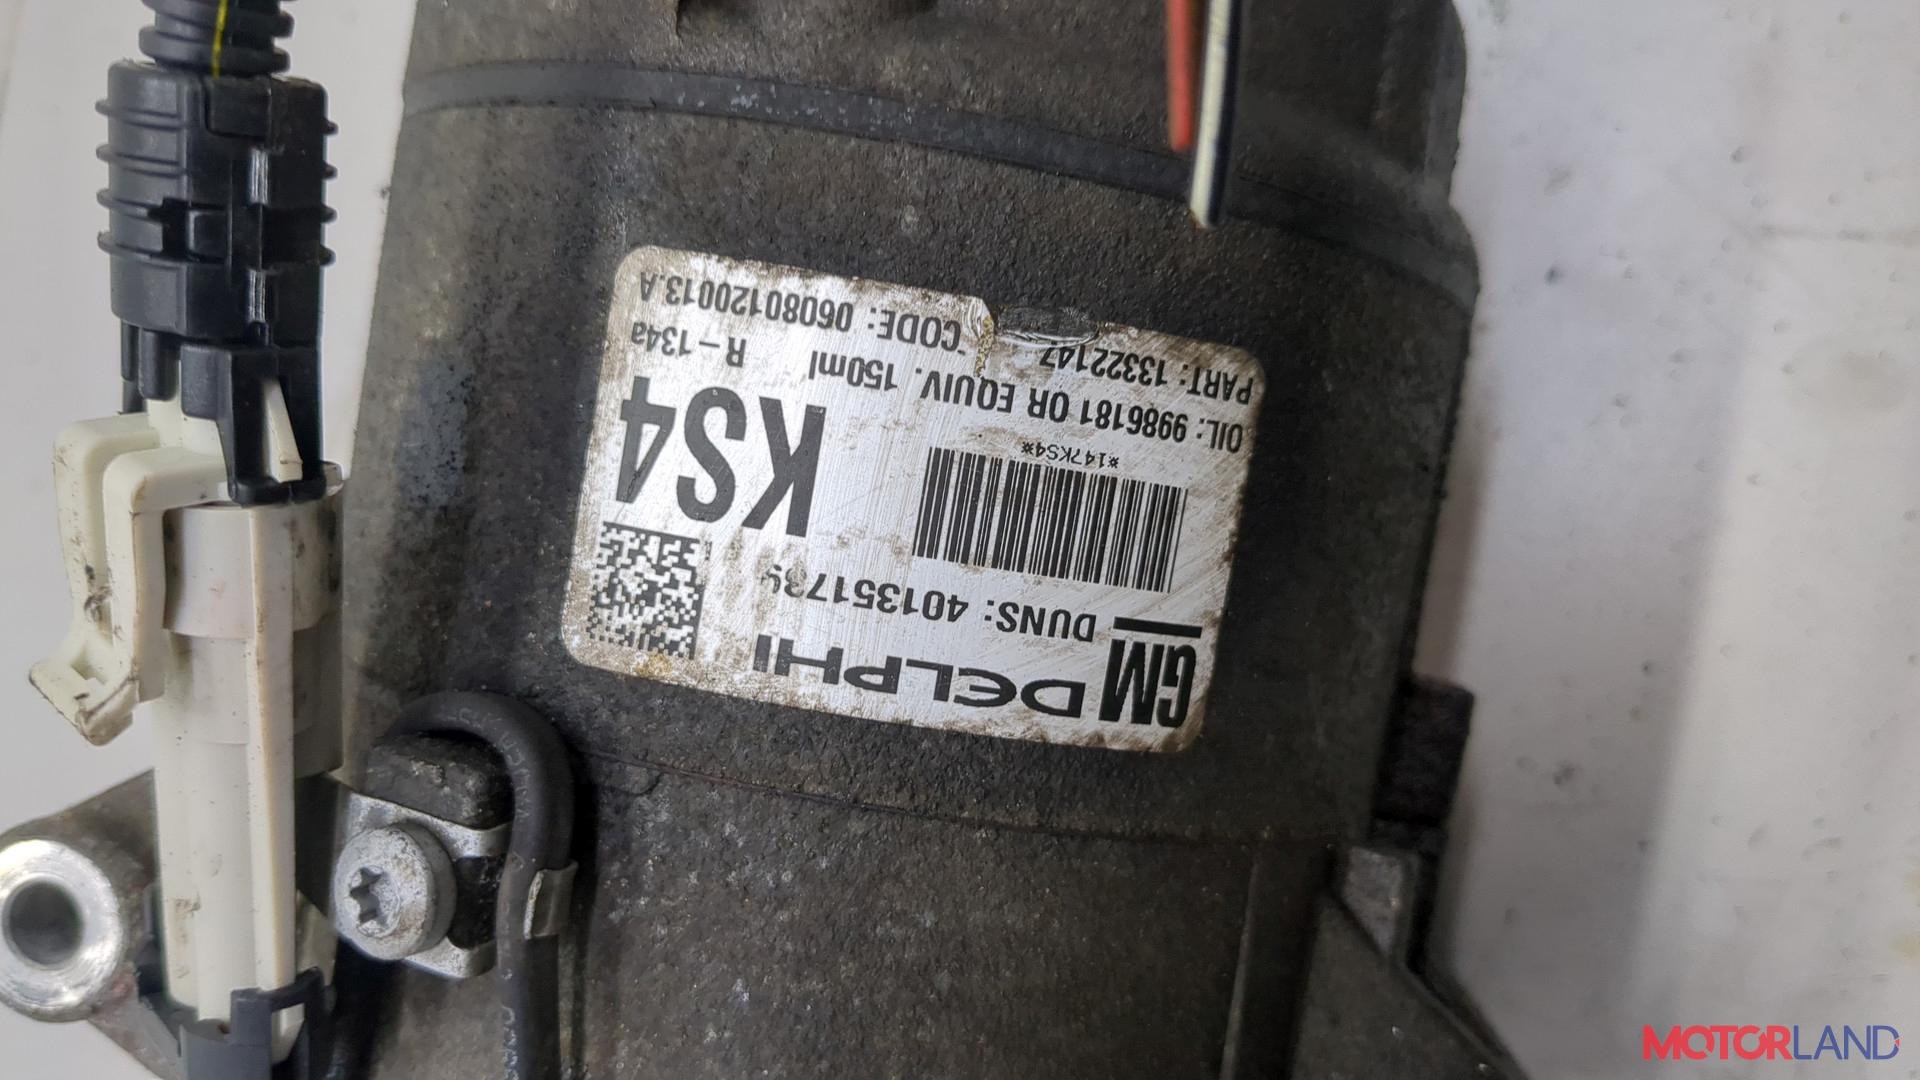 GM DELPHI
DUNS: 401351739
*147KS4*
KS4
OIL: 9986181 OR EQUIV. 150ml R-134a
PART: 13322147 CODE: 06080120013.A
MOTORLAND